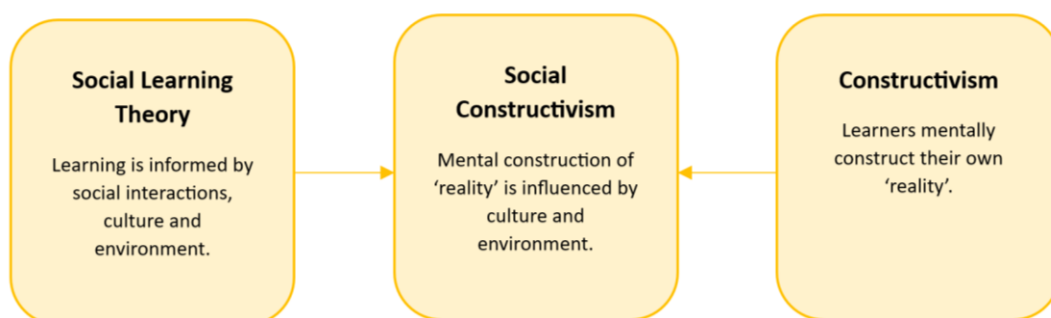 Social Learning
Theory
Learning is informed by
social interactions,
culture and
environment.
Social
Constructivism
Mental construction of
‘reality’ is influenced by
culture and
environment.
Constructivism
Learners mentally
construct their own
‘reality’.